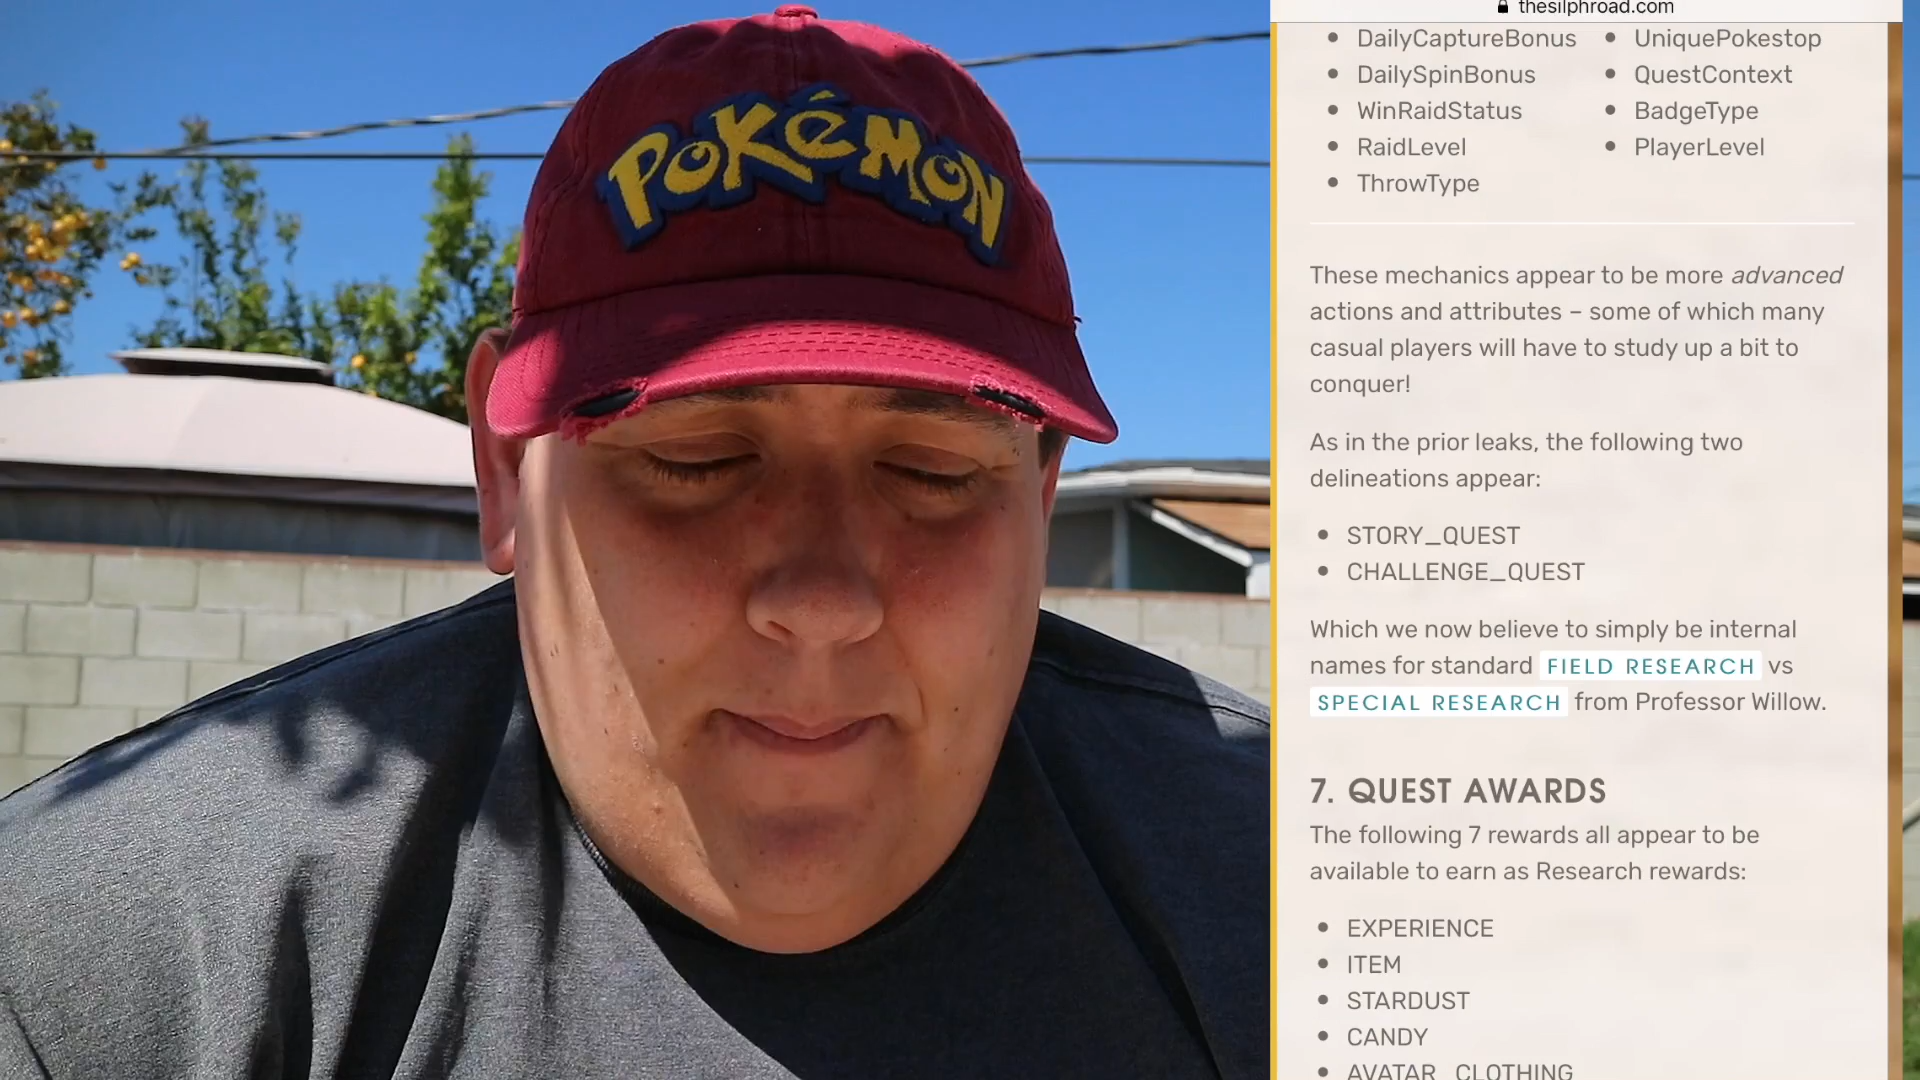 POKéMON
thesilphroad.com
DailyCaptureBonus
DailySpinBonus
WinRaidStatus
RaidLevel
ThrowType
UniquePokestop
QuestContext
BadgeType
PlayerLevel
These mechanics appear to be more advanced
actions and attributes – some of which many
casual players will have to study up a bit to
conquer!
As in the prior leaks, the following two
delineations appear:
STORY_QUEST
CHALLENGE_QUEST
Which we now believe to simply be internal
names for standard FIELD RESEARCH vs
SPECIAL RESEARCH from Professor Willow.
7. QUEST AWARDS
The following 7 rewards all appear to be
available to earn as Research rewards:
EXPERIENCE
ITEM
STARDUST
CANDY
AVATAR_CLOTHING